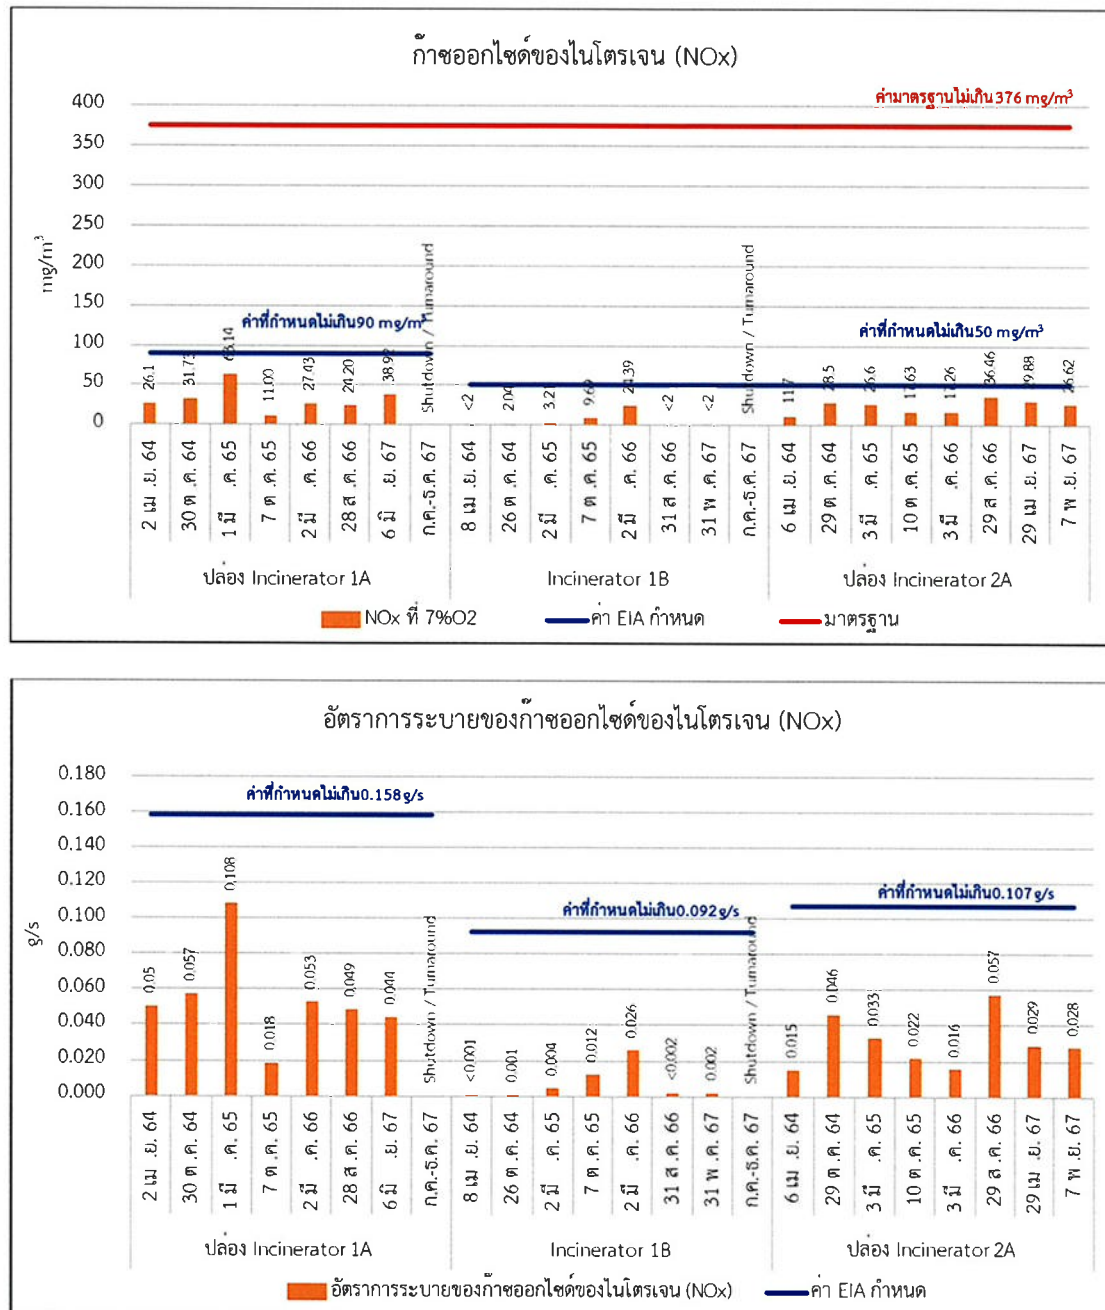 ก๊าซออกไซด์ของไนโตรเจน (NOx)
ค่ามาตรฐานไม่เกิน 376 mg/m³
400
350
300
250
200
150
100
50
0
mg/m³
ค่าที่กำหนดไม่เกิน90 mg/m³
ค่าที่กำหนดไม่เกิน50 mg/m³
26.1
31.73
63.14
11.00
27.43
24.20
38.92
Shutdown / Turnaround
<2
2.04
3.21
9.69
24.39
<2
<2
Shutdown / Turnaround
11.7
28.5
26.6
17.63
17.26
36.46
29.88
26.62
2 เม .ย. 64
30 ต .ค. 64
1 มี .ค. 65
7 ต .ค. 65
2 มี .ค. 66
28 ส .ค. 66
6 มิ .ย. 67
ก.ค.-ธ.ค. 67
8 เม .ย. 64
26 ต .ค. 64
2 มี .ค. 65
7 ต .ค. 65
2 มี .ค. 66
31 ส .ค. 66
31 พ .ค. 67
ก.ค.-ธ.ค. 67
6 เม .ย. 64
29 ต .ค. 64
3 มี .ค. 65
10 ต .ค. 65
3 มี .ค. 66
29 ส .ค. 66
29 เม .ย. 67
7 พ .ย. 67
ปล่อง Incinerator 1A
Incinerator 1B
ปล่อง Incinerator 2A
NOx ที่ 7%O2
ค่า EIA กำหนด
มาตรฐาน
อัตราการระบายของก๊าซออกไซด์ของไนโตรเจน (NOx)
0.180
0.160
0.140
0.120
0.100
0.080
0.060
0.040
0.020
0.000
g/s
ค่าที่กำหนดไม่เกิน0.158g/s
ค่าที่กำหนดไม่เกิน0.092g/s
ค่าที่กำหนดไม่เกิน0.107g/s
0.05
0.057
0.108
0.018
0.053
0.049
0.044
Shutdown / Turnaround
<0.001
0.001
0.004
0.012
0.026
<0.002
0.002
Shutdown / Turnaround
0.015
0.046
0.033
0.022
0.016
0.057
0.029
0.028
2 เม .ย. 64
30 ต .ค. 64
1 มี .ค. 65
7 ต .ค. 65
2 มี .ค. 66
28 ส .ค. 66
6 มิ .ย. 67
ก.ค.-ธ.ค. 67
8 เม .ย. 64
26 ต .ค. 64
2 มี .ค. 65
7 ต .ค. 65
2 มี .ค. 66
31 ส .ค. 66
31 พ .ค. 67
ก.ค.-ธ.ค. 67
6 เม .ย. 64
29 ต .ค. 64
3 มี .ค. 65
10 ต .ค. 65
3 มี .ค. 66
29 ส .ค. 66
29 เม .ย. 67
7 พ .ย. 67
ปล่อง Incinerator 1A
Incinerator 1B
ปล่อง Incinerator 2A
อัตราการระบายของก๊าซออกไซด์ของไนโตรเจน (NOx)
ค่า EIA กำหนด